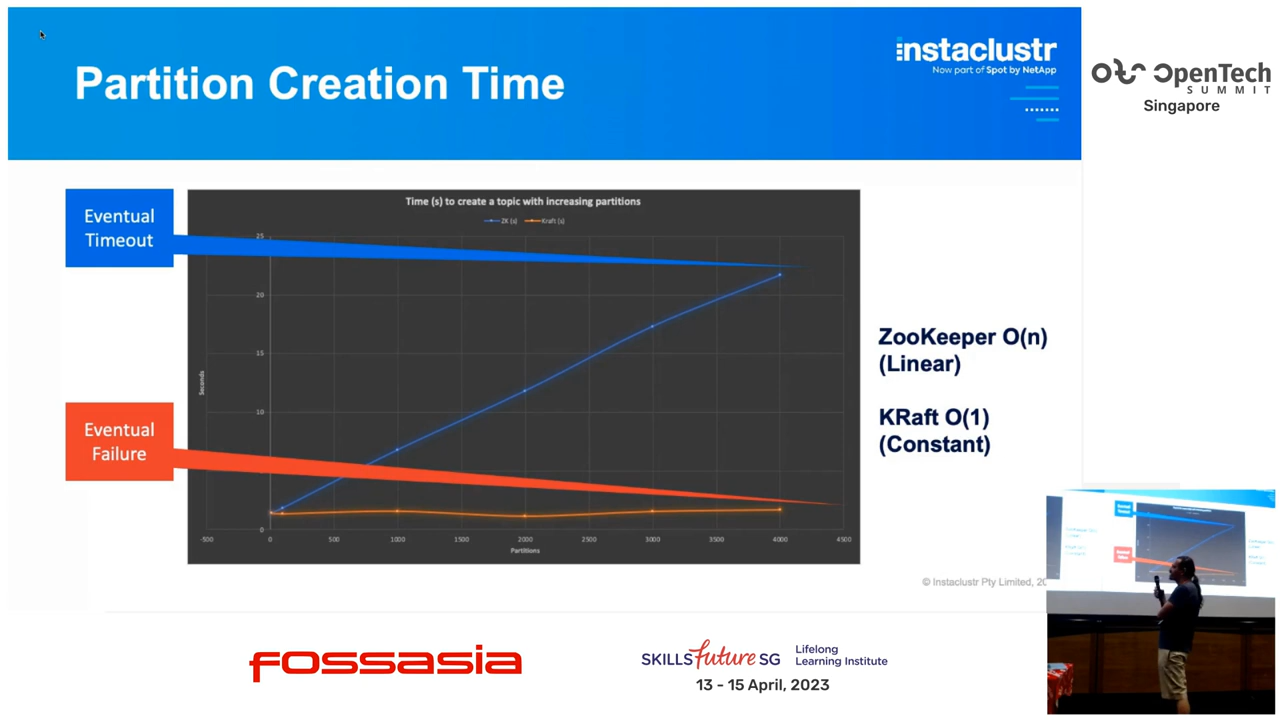 Partition Creation Time
instaclustr
Now part of Spot by NetApp
OpenTech
SUMMIT
Singapore
Eventual
Timeout
Time (s) to create a topic with increasing partitions
ZK (s)
Kraft (s)
25
20
15
10
0
Seconds
-500
0
500
1000
1500
2000
2500
3000
3500
4000
4500
Partitions
Eventual
Failure
ZooKeeper O(n)
(Linear)
KRaft O(1)
(Constant)
© Instaclustr Pty Limited, 20
fossasia
SKILLSfuture SG
Lifelong
Learning Institute
13 - 15 April, 2023